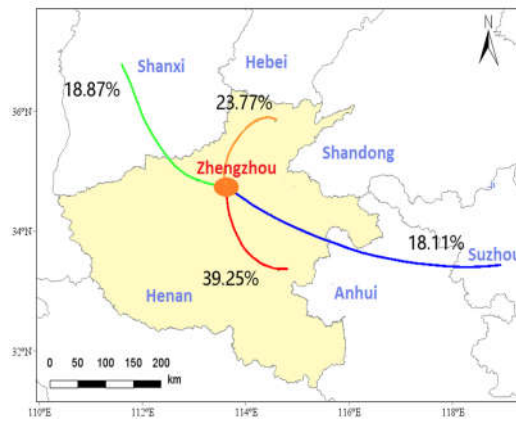 N
Shanxi
Hebei
18.87%
23.77%
36°N
Shandong
Zhengzhou
34°N
18.11%
Suzhou
39.25%
Henan
Anhui
32°N
0 50 100 150 200
km
110°E 112°E 114°E 116°E 118°E